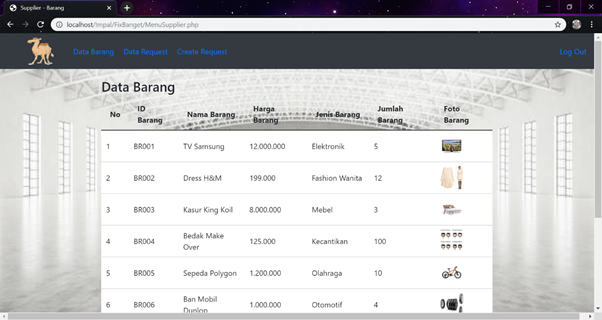 Supplier - Barang
localhost/Impal/FixBanget/MenuSupplier.php
Data Barang Data Request Create Request Log Out
Data Barang
No ID Barang Nama Barang Harga Barang Jenis Barang Jumlah Barang Foto Barang
1 BR001 TV Samsung 12.000.000 Elektronik 5
2 BR002 Dress H&M 199.000 Fashion Wanita 12
3 BR003 Kasur King Koil 8.000.000 Mebel 3
4 BR004 Bedak Make Over 125.000 Kecantikan 100
5 BR005 Sepeda Polygon 1.200.000 Olahraga 10
6 BR006 Ban Mobil Dunlop 1.000.000 Otomotif 4